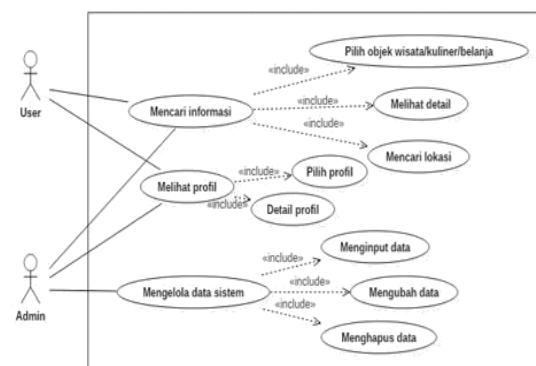 Pilih objek wisata/kuliner/belanja
«include»
User
Mencari informasi
«include»
Melihat detail
«include»
Mencari lokasi
Melihat profil
«include»
Pilih profil
«include»
Detail profil
Menginput data
«include»
Admin
Mengelola data sistem
«include»
Mengubah data
«include»
Menghapus data